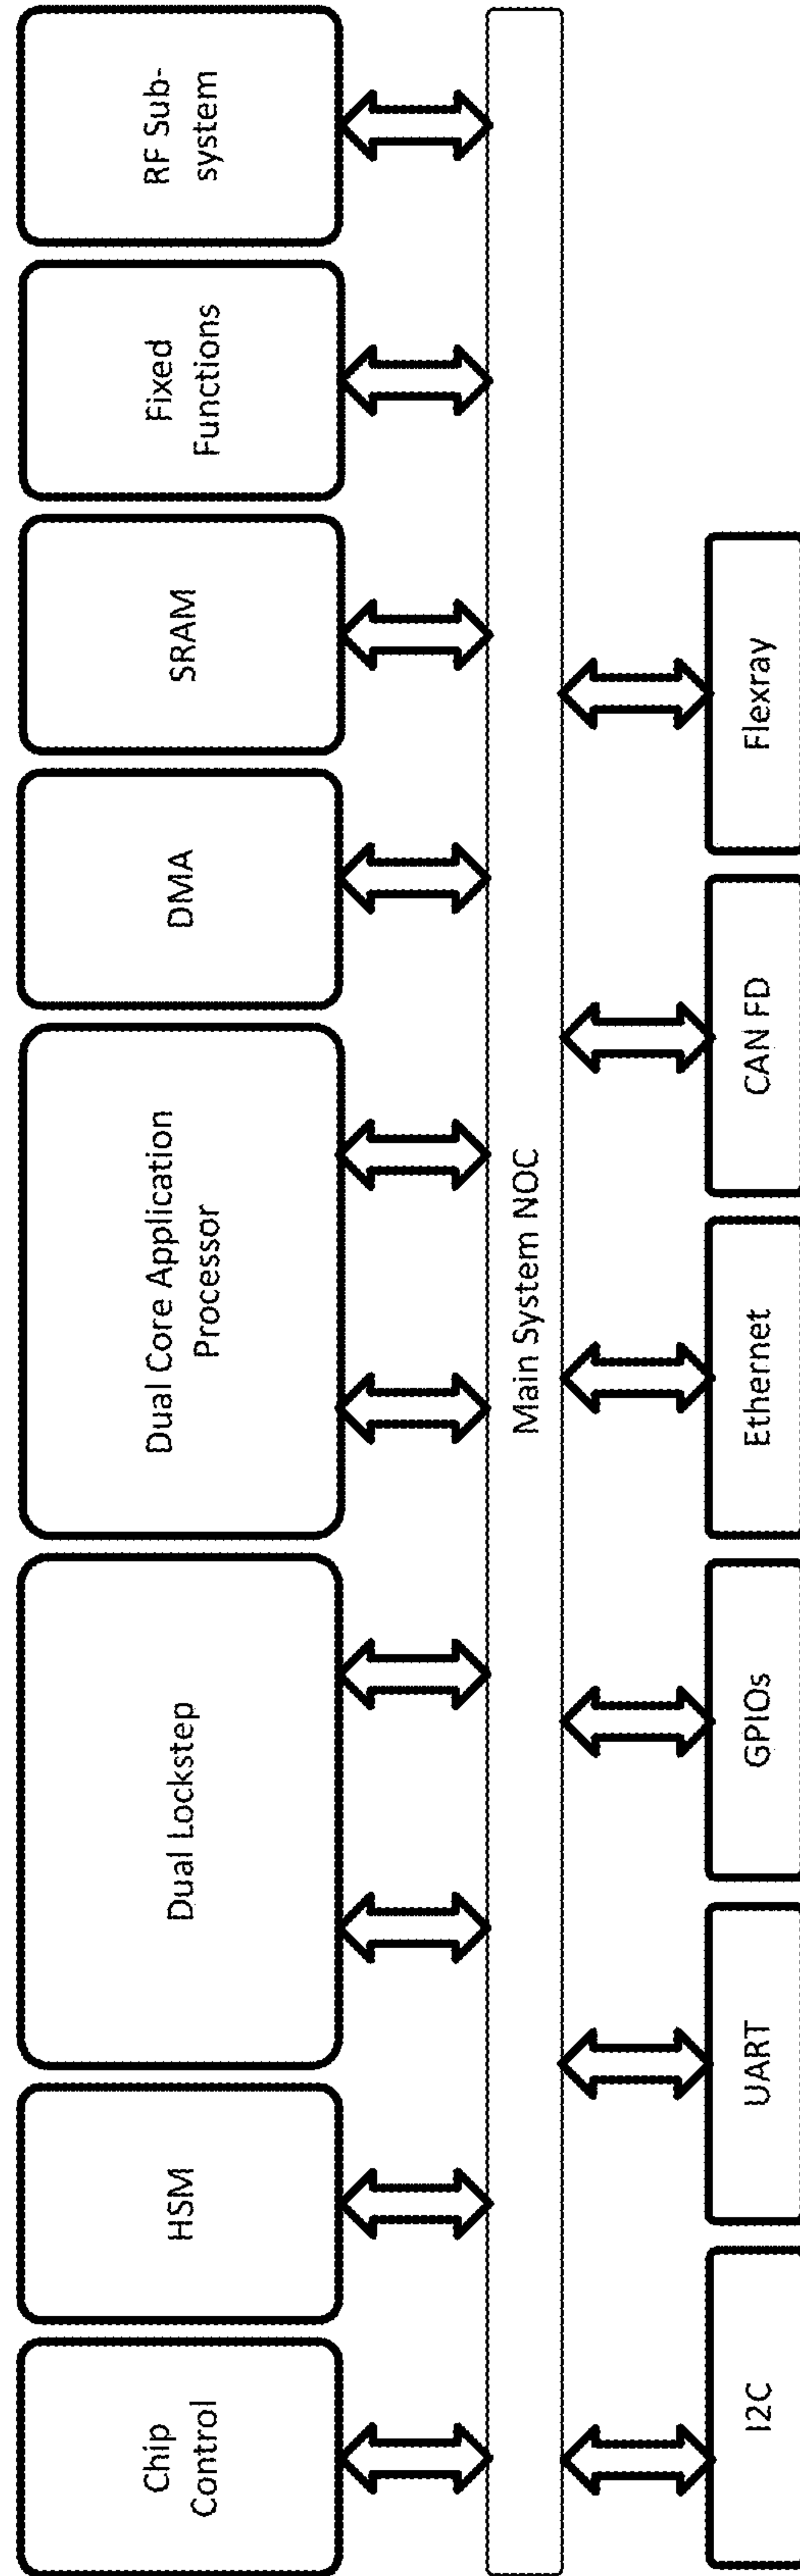 Chip
Control
HSM
Dual Lockstep
Dual Core Application
Processor
DMA
SRAM
Fixed
Functions
RF Sub-
system
Main System NOC
I2C
UART
GPIOs
Ethernet
CAN FD
Flexray